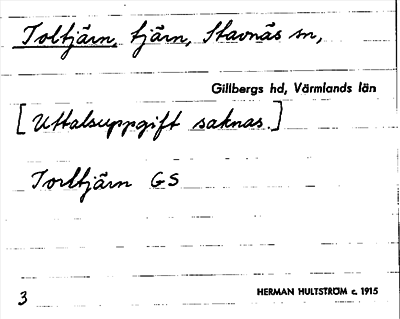 Toltjärn, tjärn, Stavnäs sn,
Gillbergs hd, Värmlands län
[Uttalsuppgift saknas.]
Torltjärn GS
3
HERMAN HULTSTRÖM c. 1915